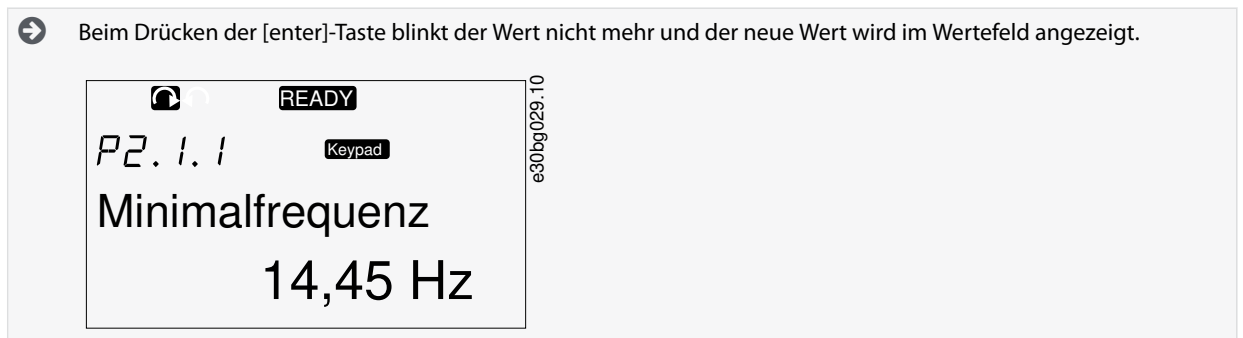 Beim Drücken der [enter]-Taste blinkt der Wert nicht mehr und der neue Wert wird im Wertefeld angezeigt.
READY
P2.1.1 Keypad
Minimalfrequenz
14,45 Hz
e30bg029.10